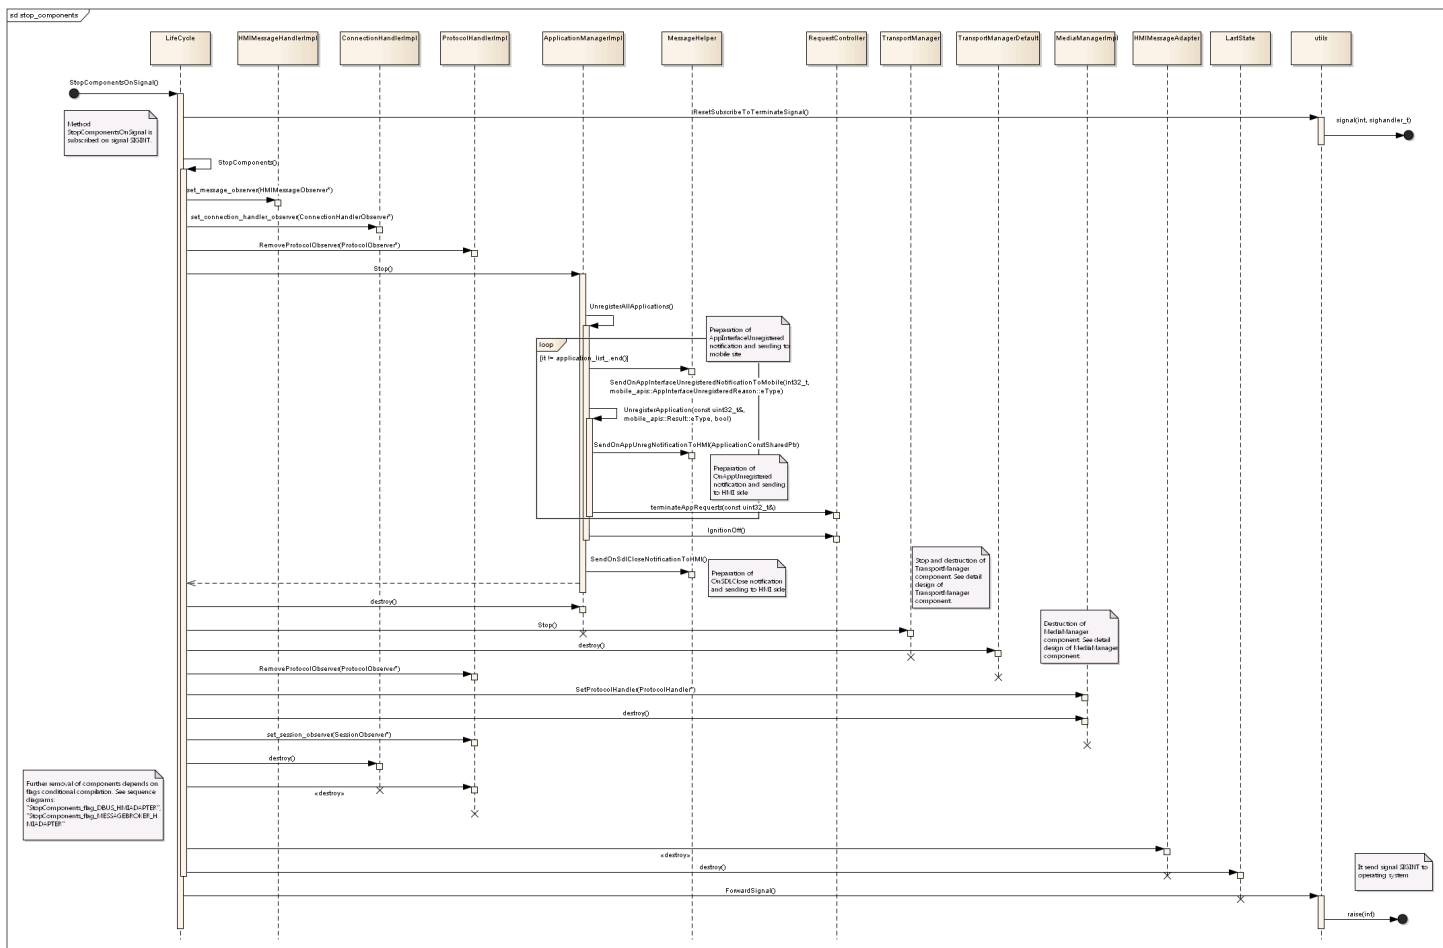 sd stop_components
LifeCycle
HMIMessageHandlerImpl
ConnectionHandlerImpl
ProtocolHandlerImpl
ApplicationManagerImpl
MessageHelper
RequestController
TransportManager
TransportManagerDefault
MediaManagerImpl
HMIMessageAdapter
LastState
utils
StopComponentsOnSignal()
ResetSubscribeToTerminateSignal()
signal(int, sighandler_t)
Method
StopComponentsOnSignal is
subscribed on signal SIGINT.
StopComponents()
set_message_observer(HMIMessageObserver*)
set_connection_handler_observer(ConnectionHandlerObserver*)
RemoveProtocolObserver(ProtocolObserver*)
Stop()
UnregisterAllApplications()
Preparation of
AppInterfaceUnregistered
notification and sending to
mobile site
loop
[it != application_list_.end()]
SendOnAppInterfaceUnregisteredNotificationToMobile(int32_t,
mobile_apis::AppInterfaceUnregisteredReason::eType)
UnregisterApplication(const uint32_t&,
mobile_apis::Result::eType, bool)
SendOnAppUnregNotificationToHMI(ApplicationConstSharedPtr)
Preparation of
OnAppUnregistered
notification and sending
to HMI side
terminateAppRequests(const uint32_t&)
IgnitionOff()
SendOnSdlCloseNotificationToHMI()
Preparation of
OnSDLClose notification
and sending to HMI side
Stop and destruction of
TransportManager
component. See detail
design of
TransportManager
component.
destroy()
Stop()
Destruction of
MediaManager
component. See detail
design of MediaManager
component.
destroy()
RemoveProtocolObserver(ProtocolObserver*)
SetProtocolHandler(ProtocolHandler*)
destroy()
set_session_observer(SessionObserver*)
destroy()
«destroy»
Further removal of components depends on
flags conditional compilation. See sequence
diagrams:
"StopComponents_flag_DBUS_HMIADAPTER",
"StopComponents_flag_MESSAGEBROKER_H
MIADAPTER"
«destroy»
destroy()
It send signal SIGINT to
operating system
ForwardSignal()
raise(int)